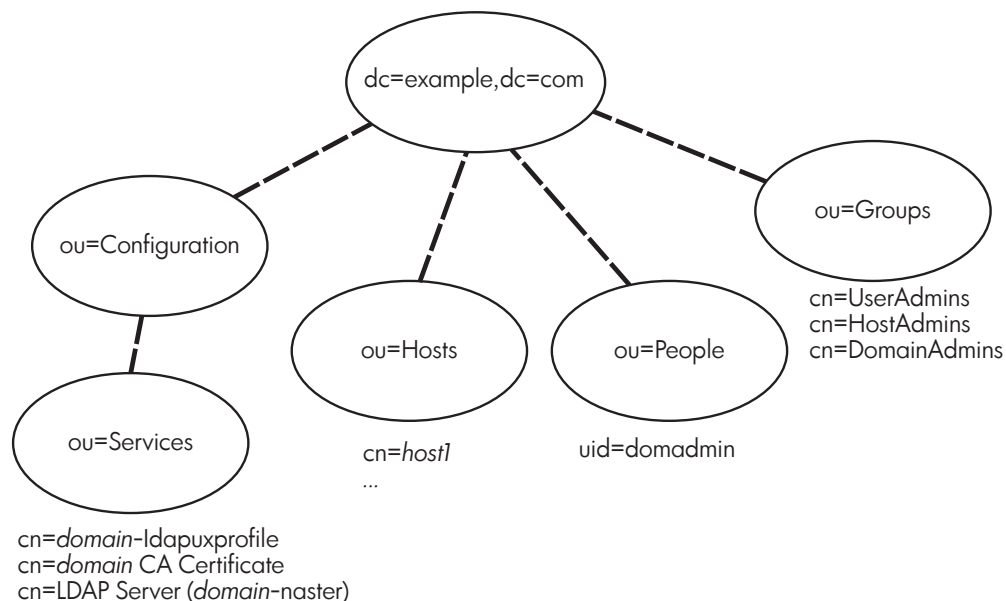 dc=example,dc=com
ou=Configuration
ou=Groups
cn=UserAdmins
cn=HostAdmins
cn=DomainAdmins
ou=Hosts
ou=People
cn=host1
...
uid=domadmin
ou=Services
cn=domain-ldapuxprofile
cn=domain CA Certificate
cn=LDAP Server (domain-naster)